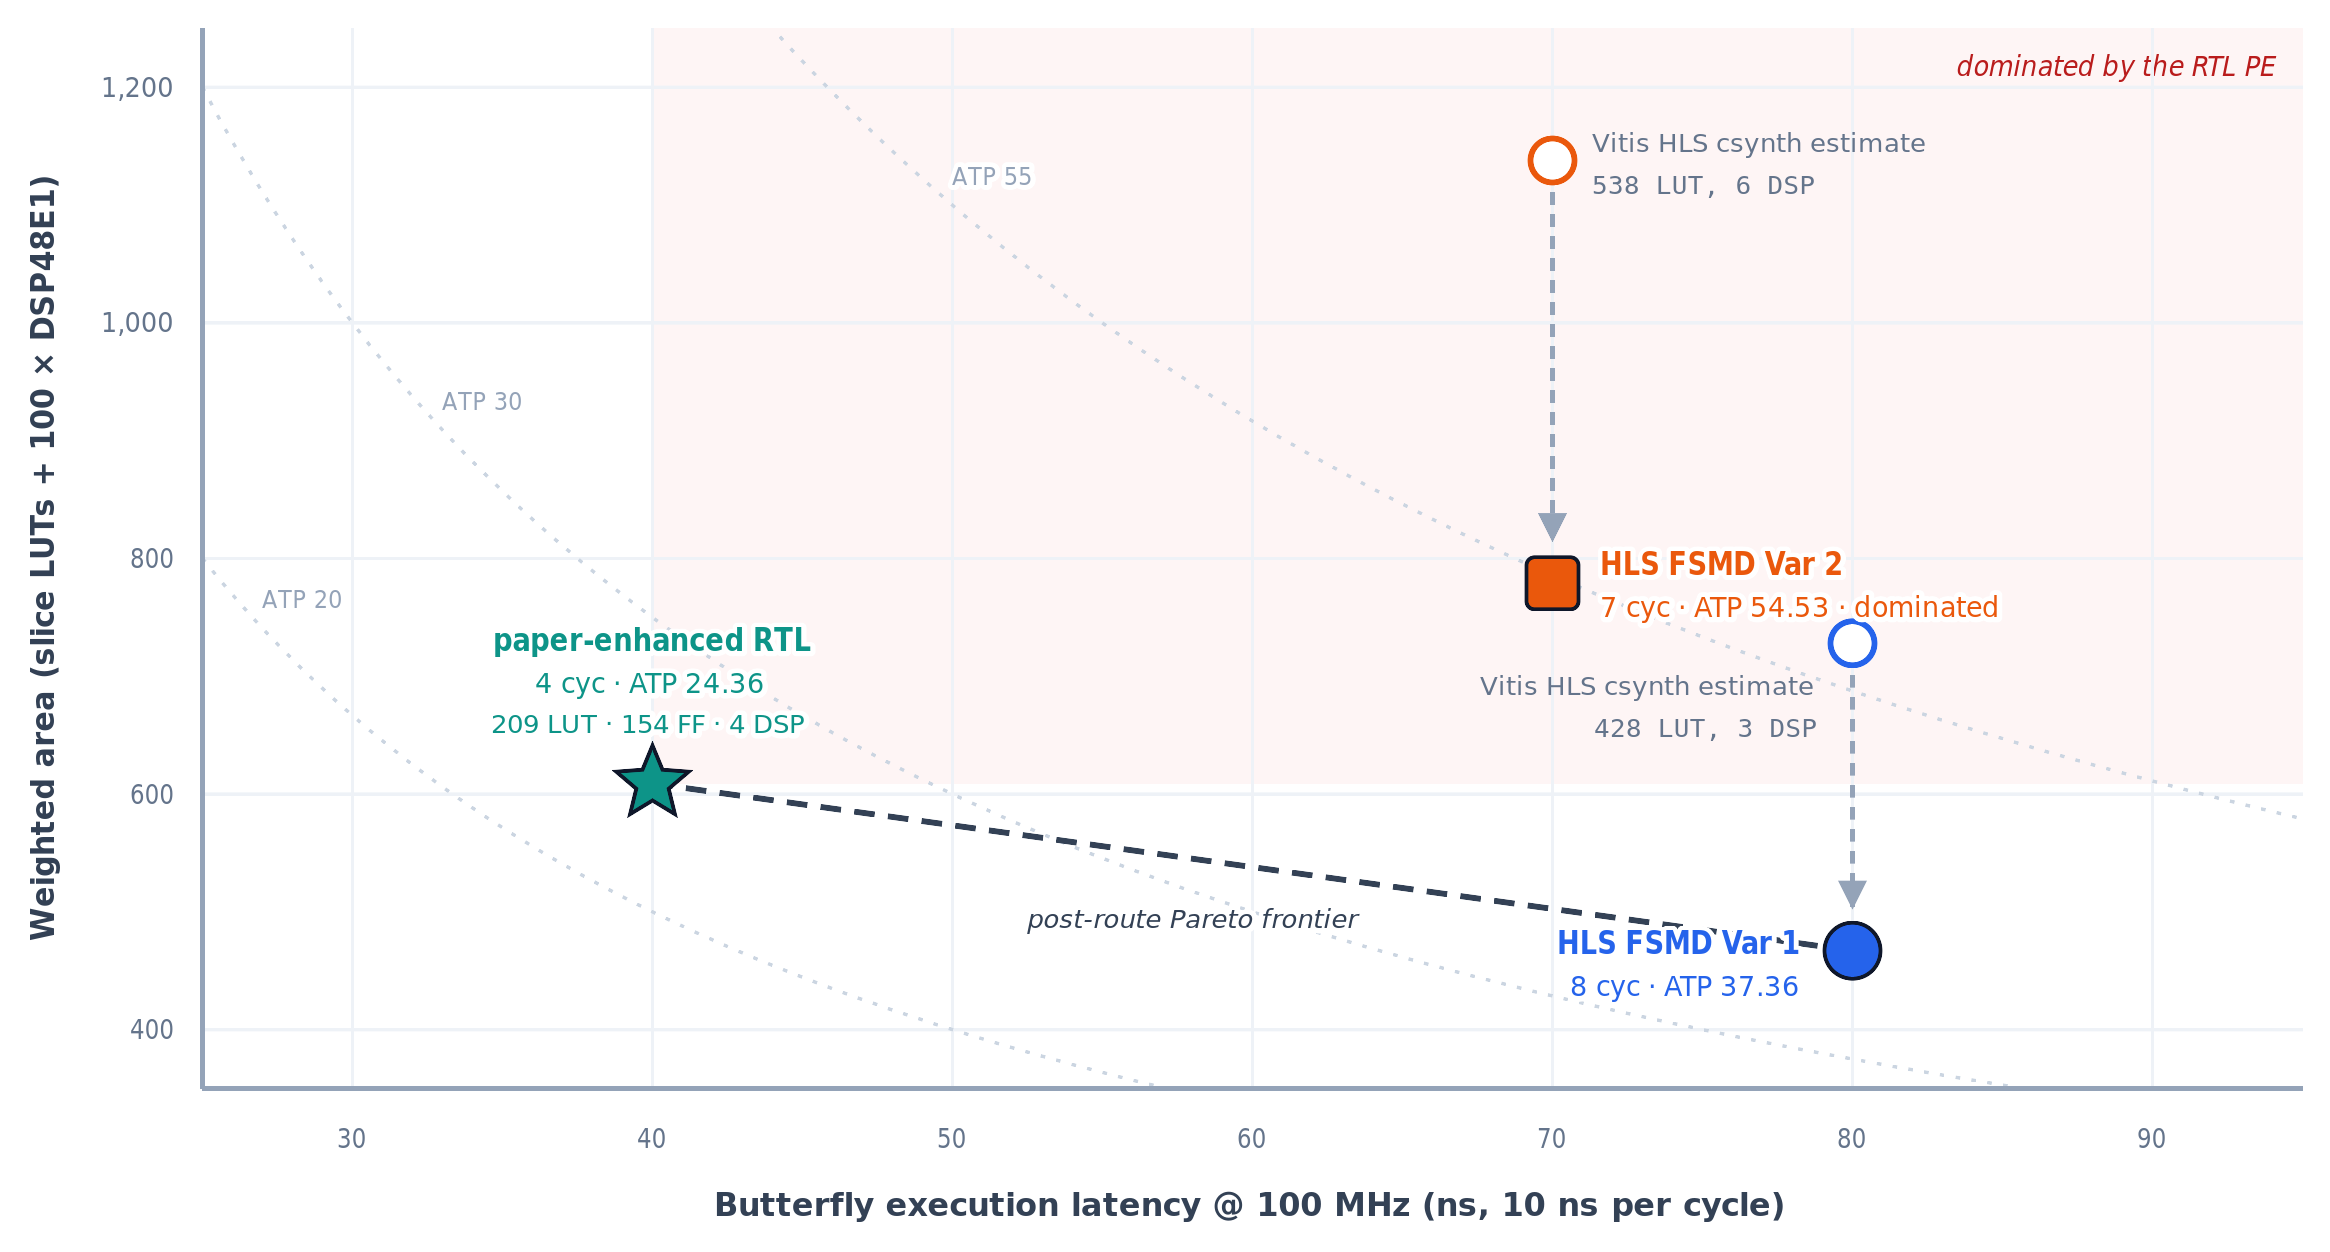 dominated by the RTL PE
1,200
Vitis HLS csynth estimate
538 LUT, 6 DSP
ATP 55
1,000
ATP 30
800
HLS FSMD Var 2
7 cyc · ATP 54.53 · dominated
ATP 20
paper-enhanced RTL
4 cyc · ATP 24.36
209 LUT · 154 FF · 4 DSP
Vitis HLS csynth estimate
428 LUT, 3 DSP
600
post-route Pareto frontier
HLS FSMD Var 1
8 cyc · ATP 37.36
400
Weighted area (slice LUTs + 100 × DSP48E1)
30
40
50
60
70
80
90
Butterfly execution latency @ 100 MHz (ns, 10 ns per cycle)